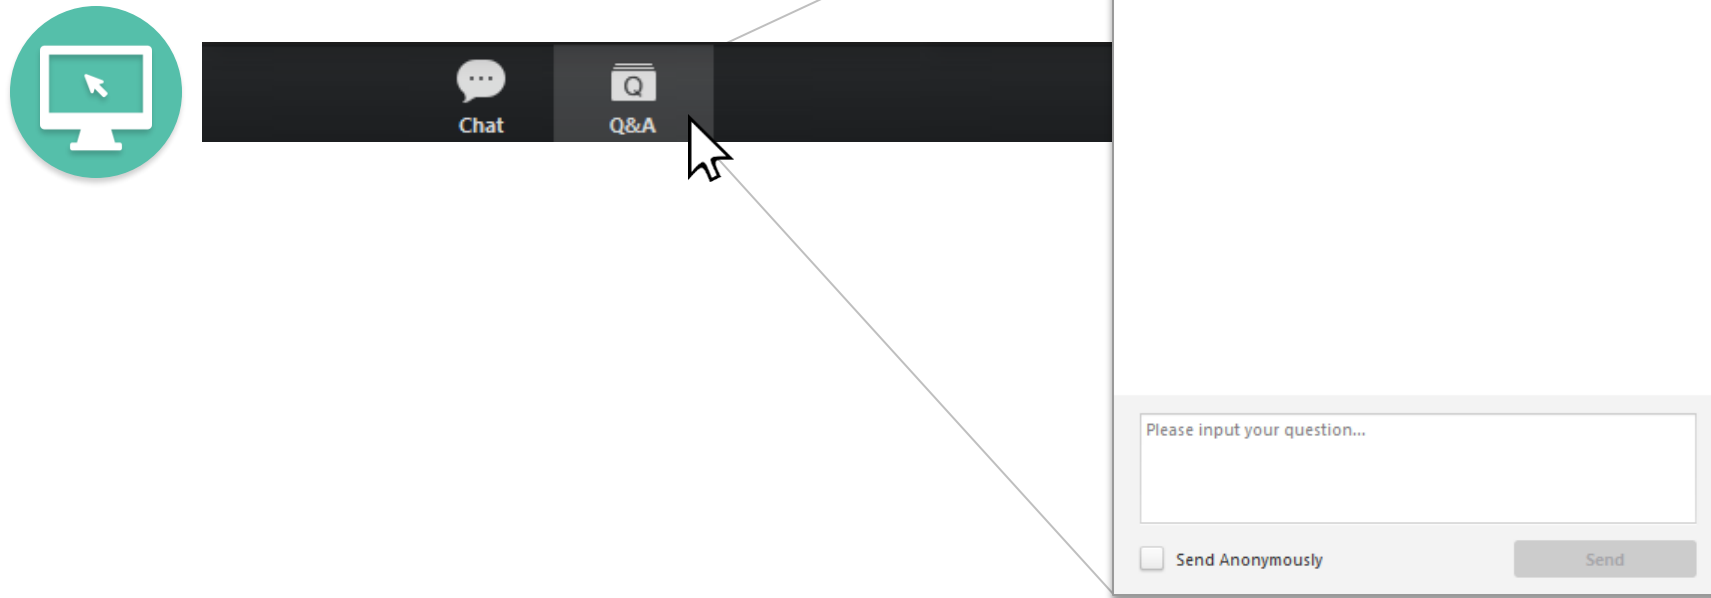 Chat
Q&A
Please input your question...
Send Anonymously
Send